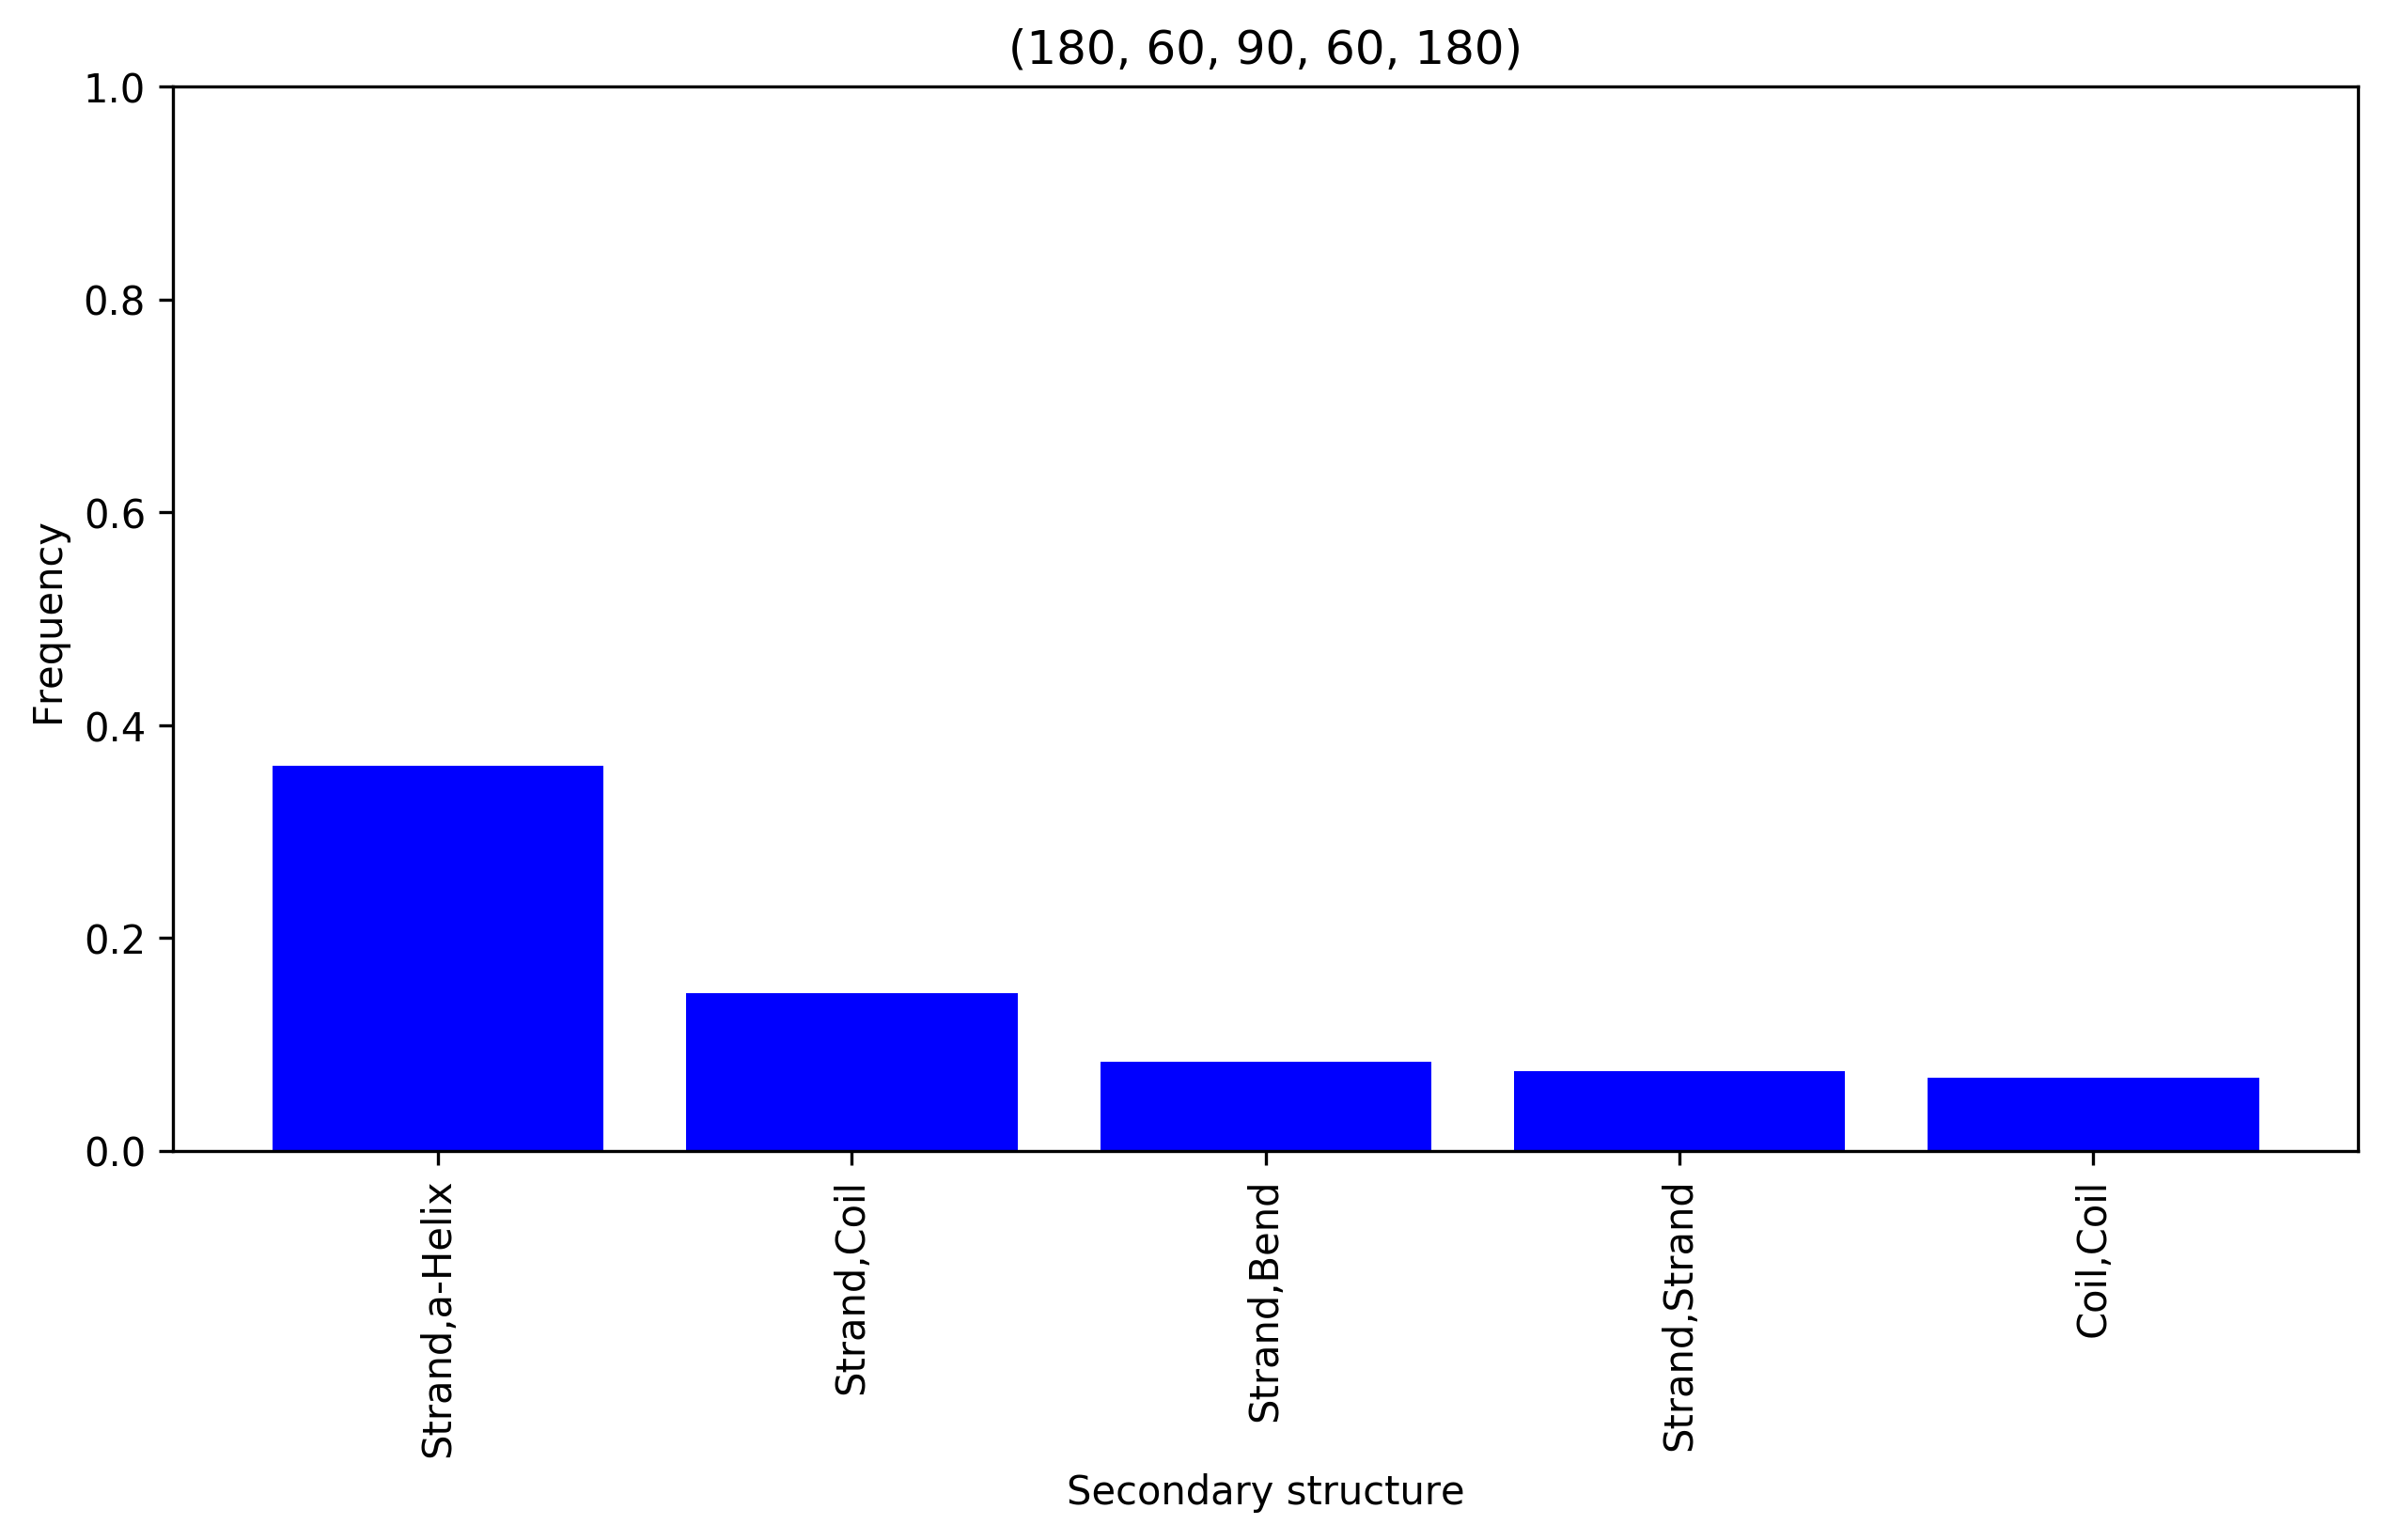 (180, 60, 90, 60, 180)
1.0
0.8
0.6
0.4
0.2
0.0
Frequency
Strand,a-Helix
Strand,Coil
Strand,Bend
Strand,Strand
Coil,Coil
Secondary structure